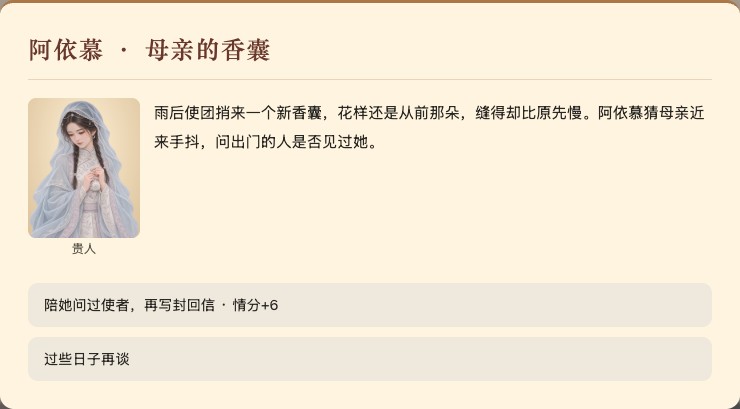 阿依慕 · 母亲的香囊
雨后使团捎来一个新香囊，花样还是从前那朵，缝得却比原先慢。阿依慕猜母亲近
来手抖，问出门的人是否见过她。
贵人
陪她问过使者，再写封回信 · 情分+6
过些日子再谈